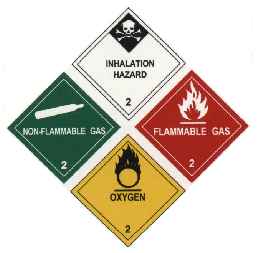 INHALATION
HAZARD
2
NON-FLAMMABLE GAS
2
FLAMMABLE GAS
2
OXYGEN
2